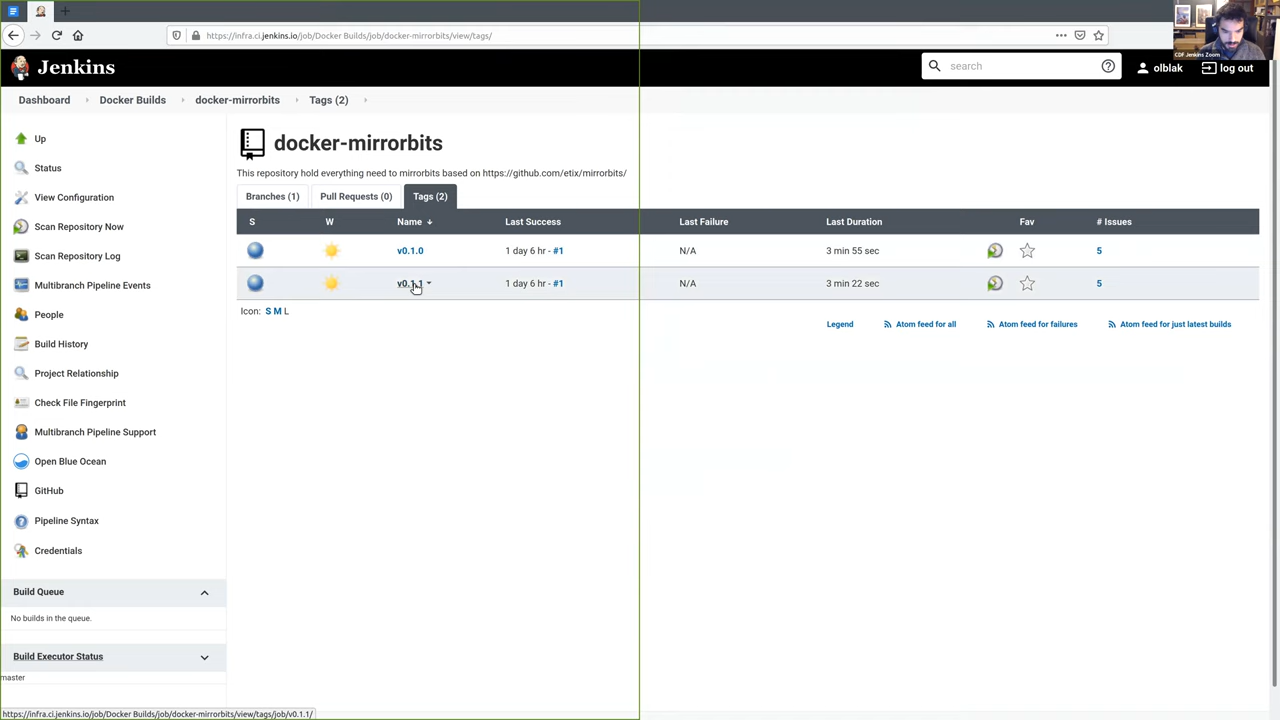 https://infra.ci.jenkins.io/job/Docker Builds/job/docker-mirrorbits/view/tags/
CDF Jenkins Zoom
Jenkins
search
olblak
log out
Dashboard
Docker Builds
docker-mirrorbits
Tags (2)
Up
Status
View Configuration
Scan Repository Now
Scan Repository Log
Multibranch Pipeline Events
People
Build History
Project Relationship
Check File Fingerprint
Multibranch Pipeline Support
Open Blue Ocean
GitHub
Pipeline Syntax
Credentials
Build Queue
No builds in the queue.
Build Executor Status
master
docker-mirrorbits
This repository hold everything need to mirrorbits based on https://github.com/etix/mirrorbits/
Branches (1) Pull Requests (0) Tags (2)
S W Name ↓ Last Success Last Failure Last Duration Fav # Issues
v0.1.0 1 day 6 hr - #1 N/A 3 min 55 sec 5
v0.1.1 1 day 6 hr - #1 N/A 3 min 22 sec 5
Icon: S M L
Legend Atom feed for all Atom feed for failures Atom feed for just latest builds
https://infra.ci.jenkins.io/job/Docker Builds/job/docker-mirrorbits/view/tags/job/v0.1.1/